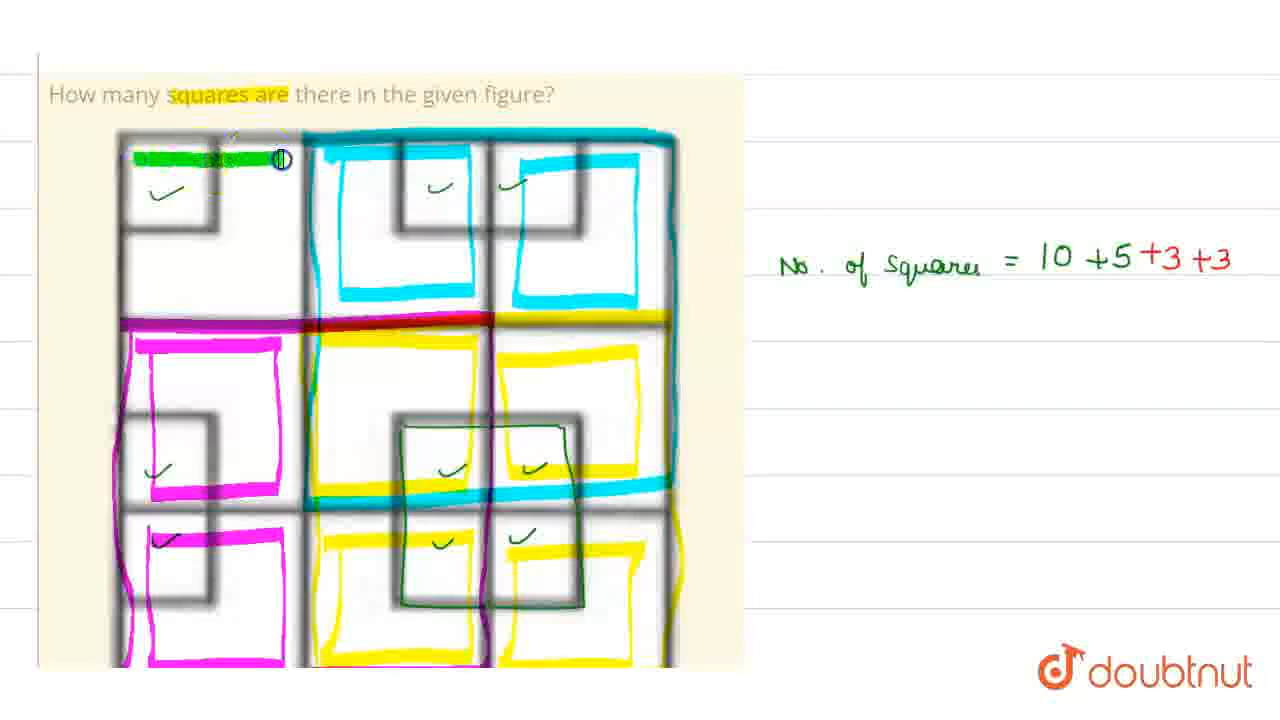 How many squares are there in the given figure?
No. of squares = 10 +5 +3 +3
doubtnut